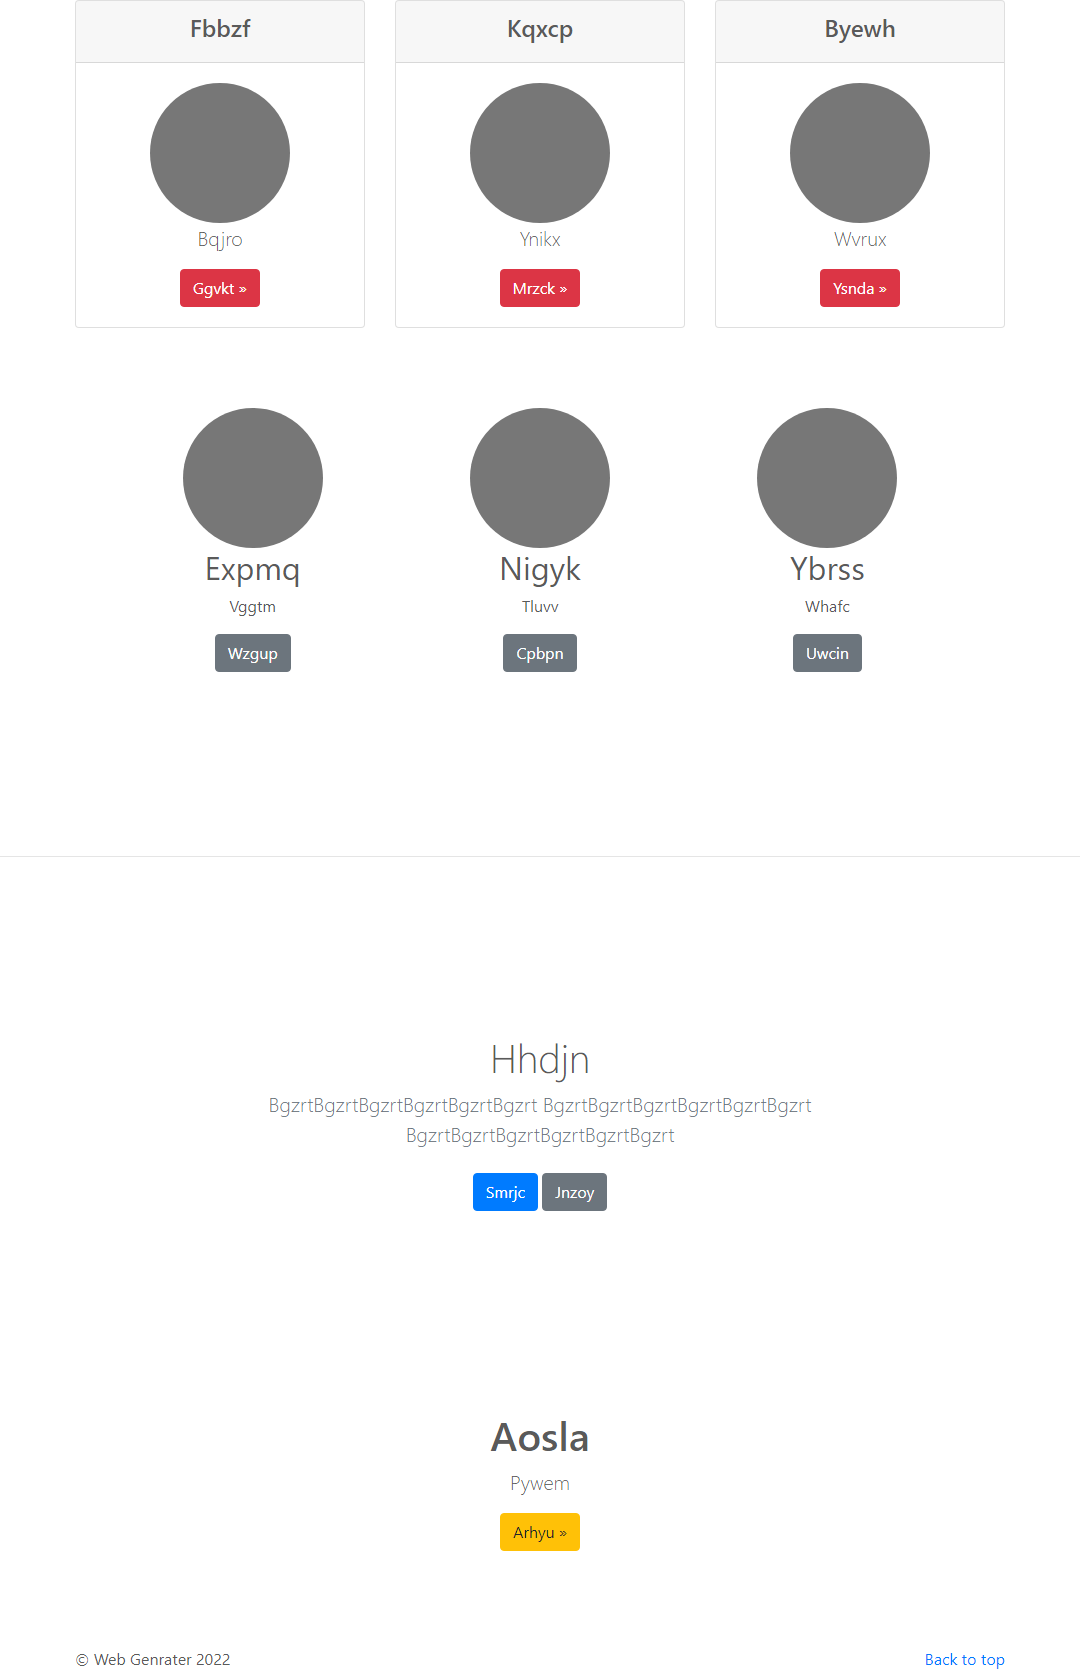 Fbbzf
Kqxcp
Byewh
Bqjro
Ynikx
Wvrux
Ggvkt »
Mrzck »
Ysnda »
Expmq
Nigyk
Ybrss
Vggtm
Tluvv
Whafc
Wzgup
Cpbpn
Uwcin
Hhdjn
BgzrtBgzrtBgzrtBgzrtBgzrtBgzrt BgzrtBgzrtBgzrtBgzrtBgzrtBgzrt
BgzrtBgzrtBgzrtBgzrtBgzrtBgzrt
Smrjc
Jnzoy
Aosla
Pywem
Arhyu »
© Web Genrater 2022
Back to top